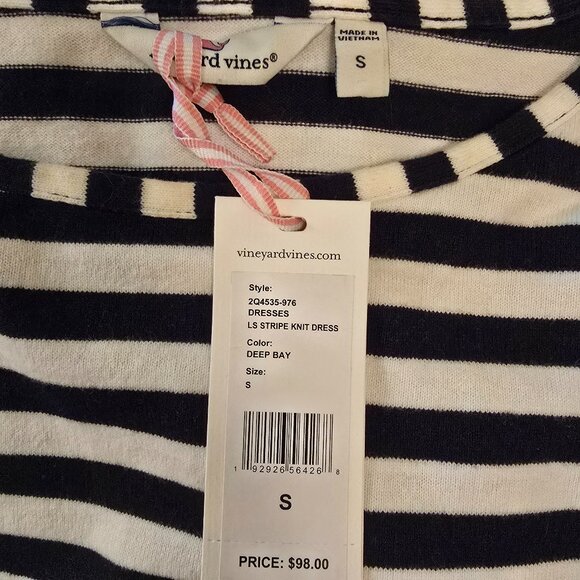 rd vines®
MADE IN
VIETNAM
S
vineyardvines.com
Style:
2Q4535-976
DRESSES
LS STRIPE KNIT DRESS
Color:
DEEP BAY
Size:
S
1 92926 56426 8
S
PRICE: $98.00